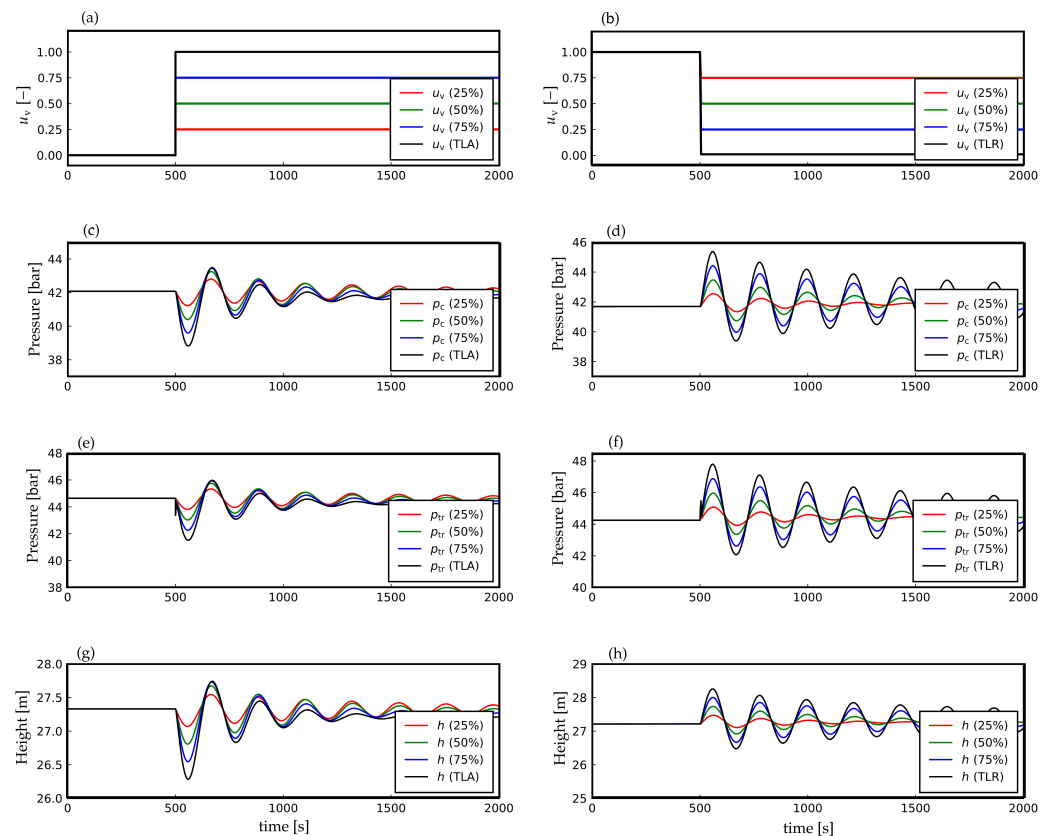 (a)
1.00
0.75
0.50
0.25
0.00
u_v [−]
u_v (25%)
u_v (50%)
u_v (75%)
u_v (TLA)
0 500 1000 1500 2000
(b)
1.00
0.75
0.50
0.25
0.00
u_v [−]
u_v (25%)
u_v (50%)
u_v (75%)
u_v (TLR)
0 500 1000 1500 2000
(c)
44
42
40
38
Pressure [bar]
p_c (25%)
p_c (50%)
p_c (75%)
p_c (TLA)
0 500 1000 1500 2000
(d)
46
44
42
40
38
Pressure [bar]
p_c (25%)
p_c (50%)
p_c (75%)
p_c (TLR)
0 500 1000 1500 2000
(e)
48
46
44
42
38
Pressure [bar]
p_tr (25%)
p_tr (50%)
p_tr (75%)
p_tr (TLA)
0 500 1000 1500 2000
(f)
48
46
44
42
40
Pressure [bar]
p_tr (25%)
p_tr (50%)
p_tr (75%)
p_tr (TLR)
0 500 1000 1500 2000
(g)
28.0
27.5
27.0
26.5
26.0
Height [m]
h (25%)
h (50%)
h (75%)
h (TLA)
0 500 1000 1500 2000
time [s]
(h)
29
28
27
26
25
Height [m]
h (25%)
h (50%)
h (75%)
h (TLR)
0 500 1000 1500 2000
time [s]